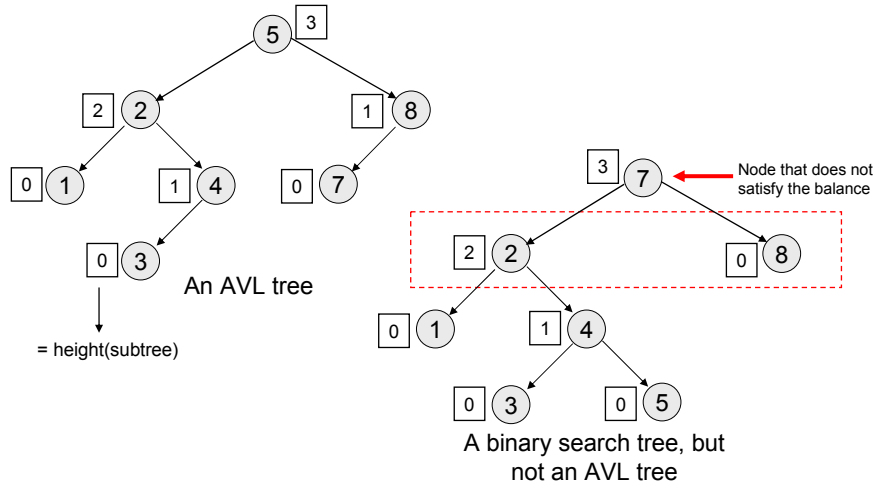 5 3
2 2
1 8
0 1
1 4
0 7
0 3
An AVL tree
= height(subtree)
3 7
Node that does not
satisfy the balance
2 2
0 8
0 1
1 4
0 3
0 5
A binary search tree, but
not an AVL tree